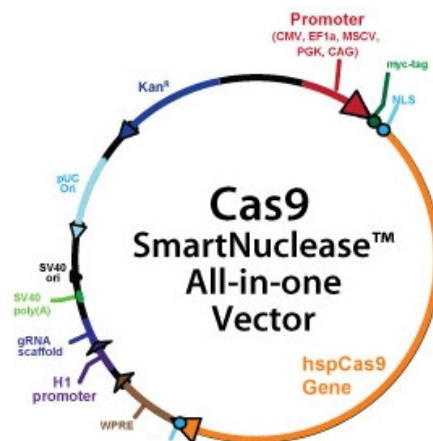 Promoter
(CMV, EF1a, MSCV,
PGK, CAG)
myc-tag
NLS
Kanᴿ
pUC
Ori
Cas9
SmartNuclease™
All-in-one
Vector
SV40
ori
SV40
poly(A)
gRNA
scaffold
H1
promoter
WPRE
hspCas9
Gene